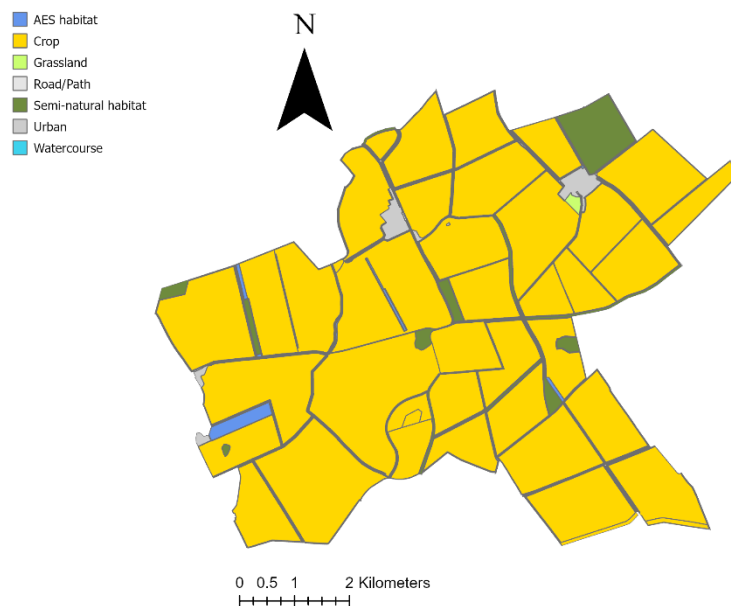 AES habitat
Crop
Grassland
Road/Path
Semi-natural habitat
Urban
Watercourse
N
0 0.5 1 2 Kilometers